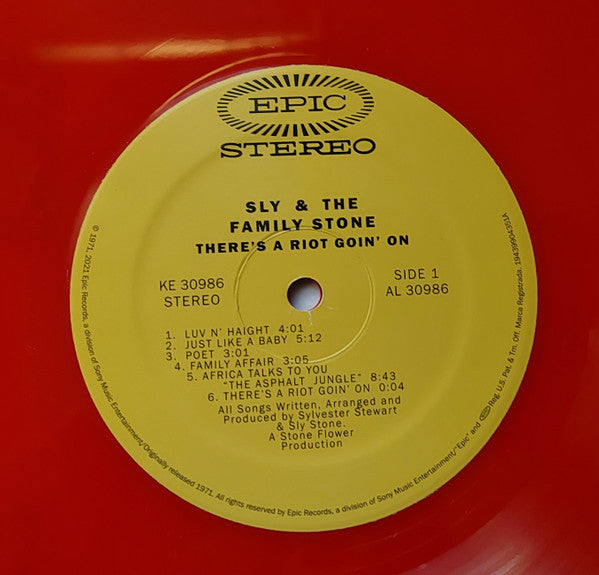 EPIC
STEREO
SLY & THE
FAMILY STONE
THERE'S A RIOT GOIN' ON
KE 30986
STEREO
SIDE 1
AL 30986
1. LUV N' HAIGHT 4:01
2. JUST LIKE A BABY 5:12
3. POET 3:01
4. FAMILY AFFAIR 3:05
5. AFRICA TALKS TO YOU
"THE ASPHALT JUNGLE" 8:43
6. THERE'S A RIOT GOIN' ON 0:04
All Songs Written, Arranged and
Produced by Sylvester Stewart
& Sly Stone.
A Stone Flower
Production
℗ 1971, 2021 Epic Records, a division of Sony Music Entertainment/Originally released 1971. All rights reserved by Epic Records, a division of Sony Music Entertainment/"Epic" and EPIC Reg. U.S. Pat. & Tm. Off. Marca Registrada. 19439904351A